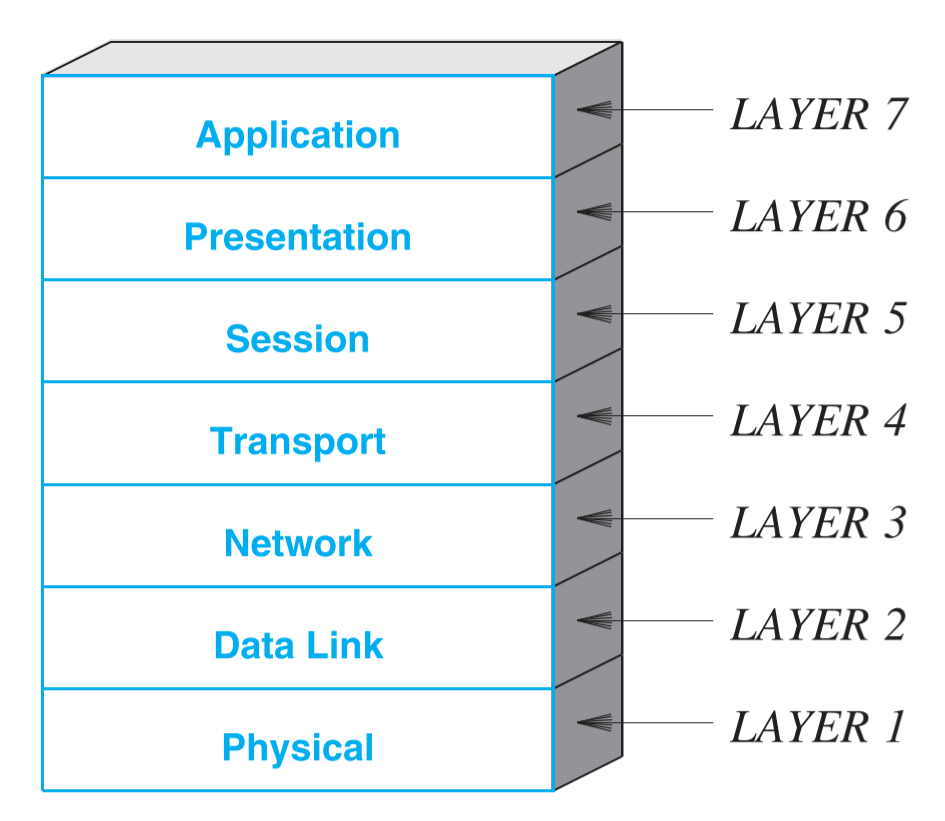 Application LAYER 7
Presentation LAYER 6
Session LAYER 5
Transport LAYER 4
Network LAYER 3
Data Link LAYER 2
Physical LAYER 1